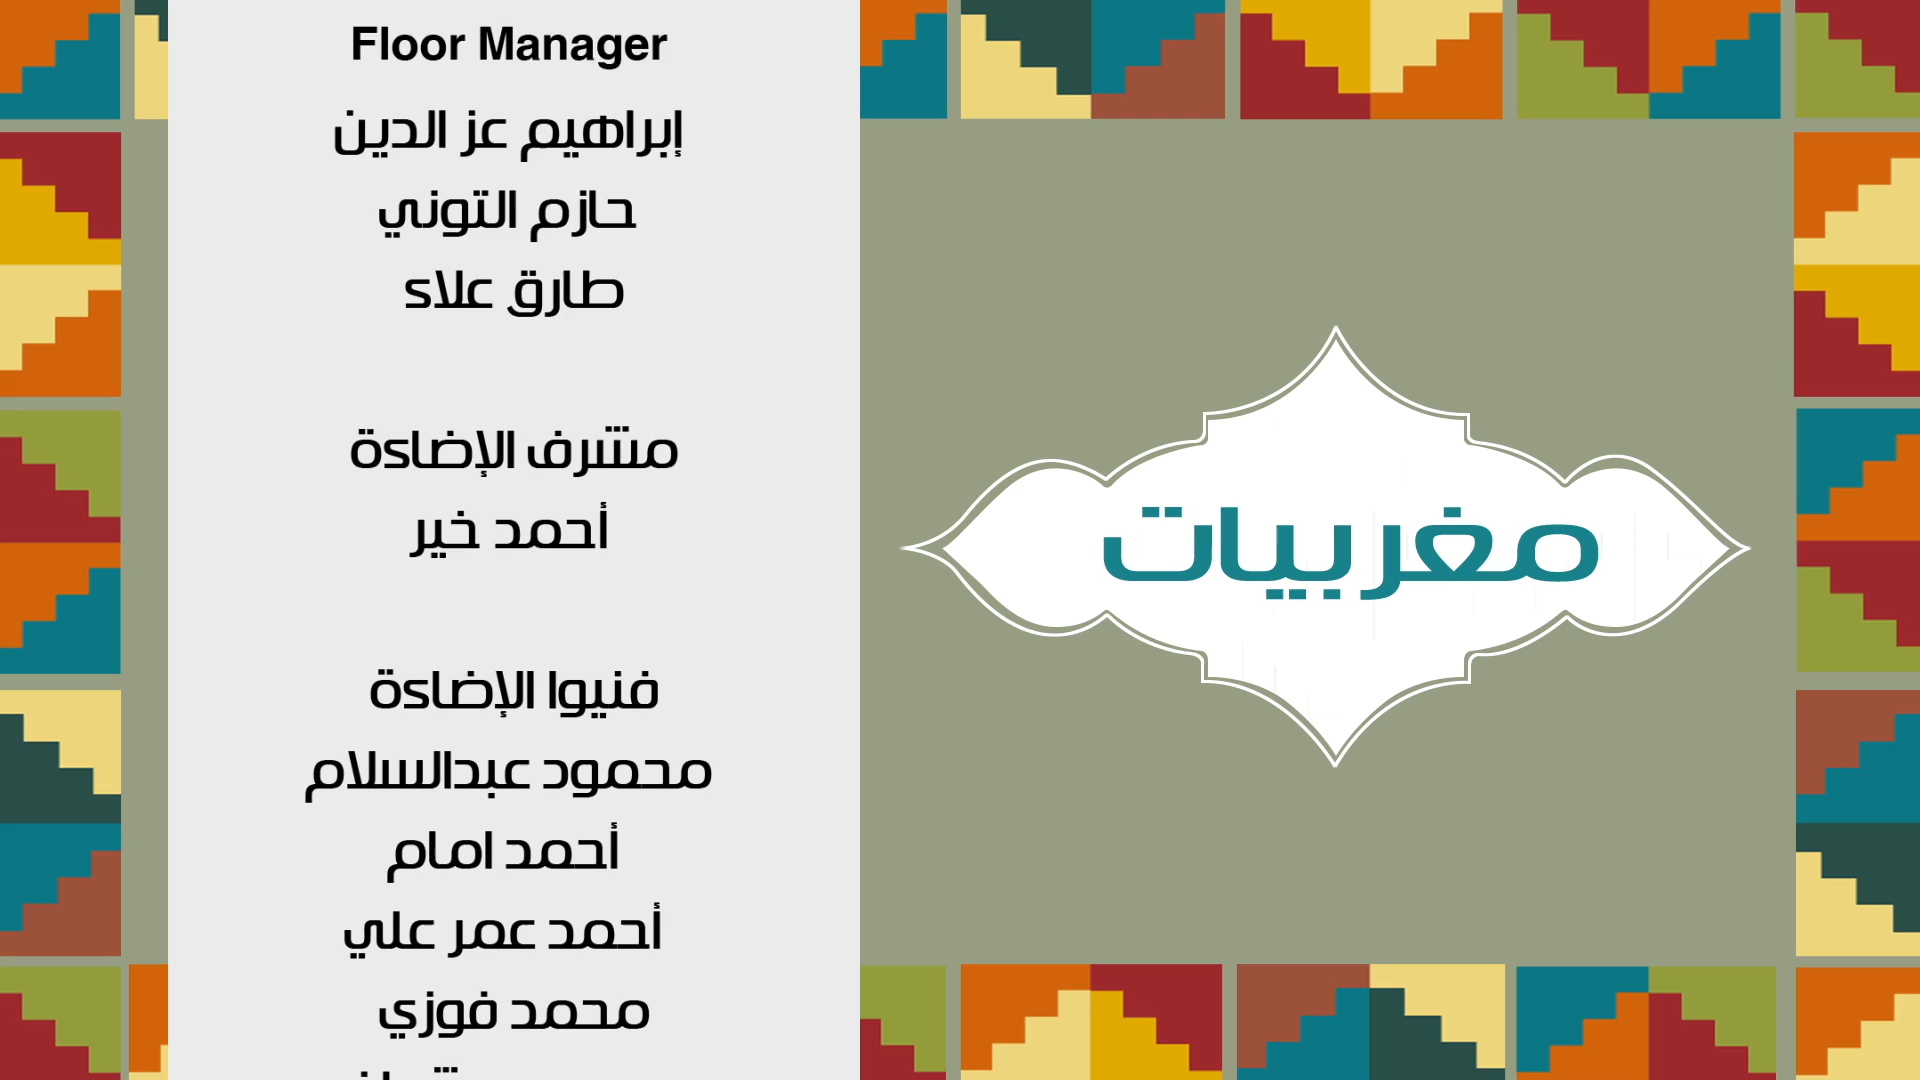 Floor Manager
إبراهيم عز الدين
حازم التوني
طارق علاء
مشرف الإضاءة
أحمد خير
فنيوا الإضاءة
محمود عبدالسلام
أحمد امام
أحمد عمر علي
محمد فوزي
مغربيات